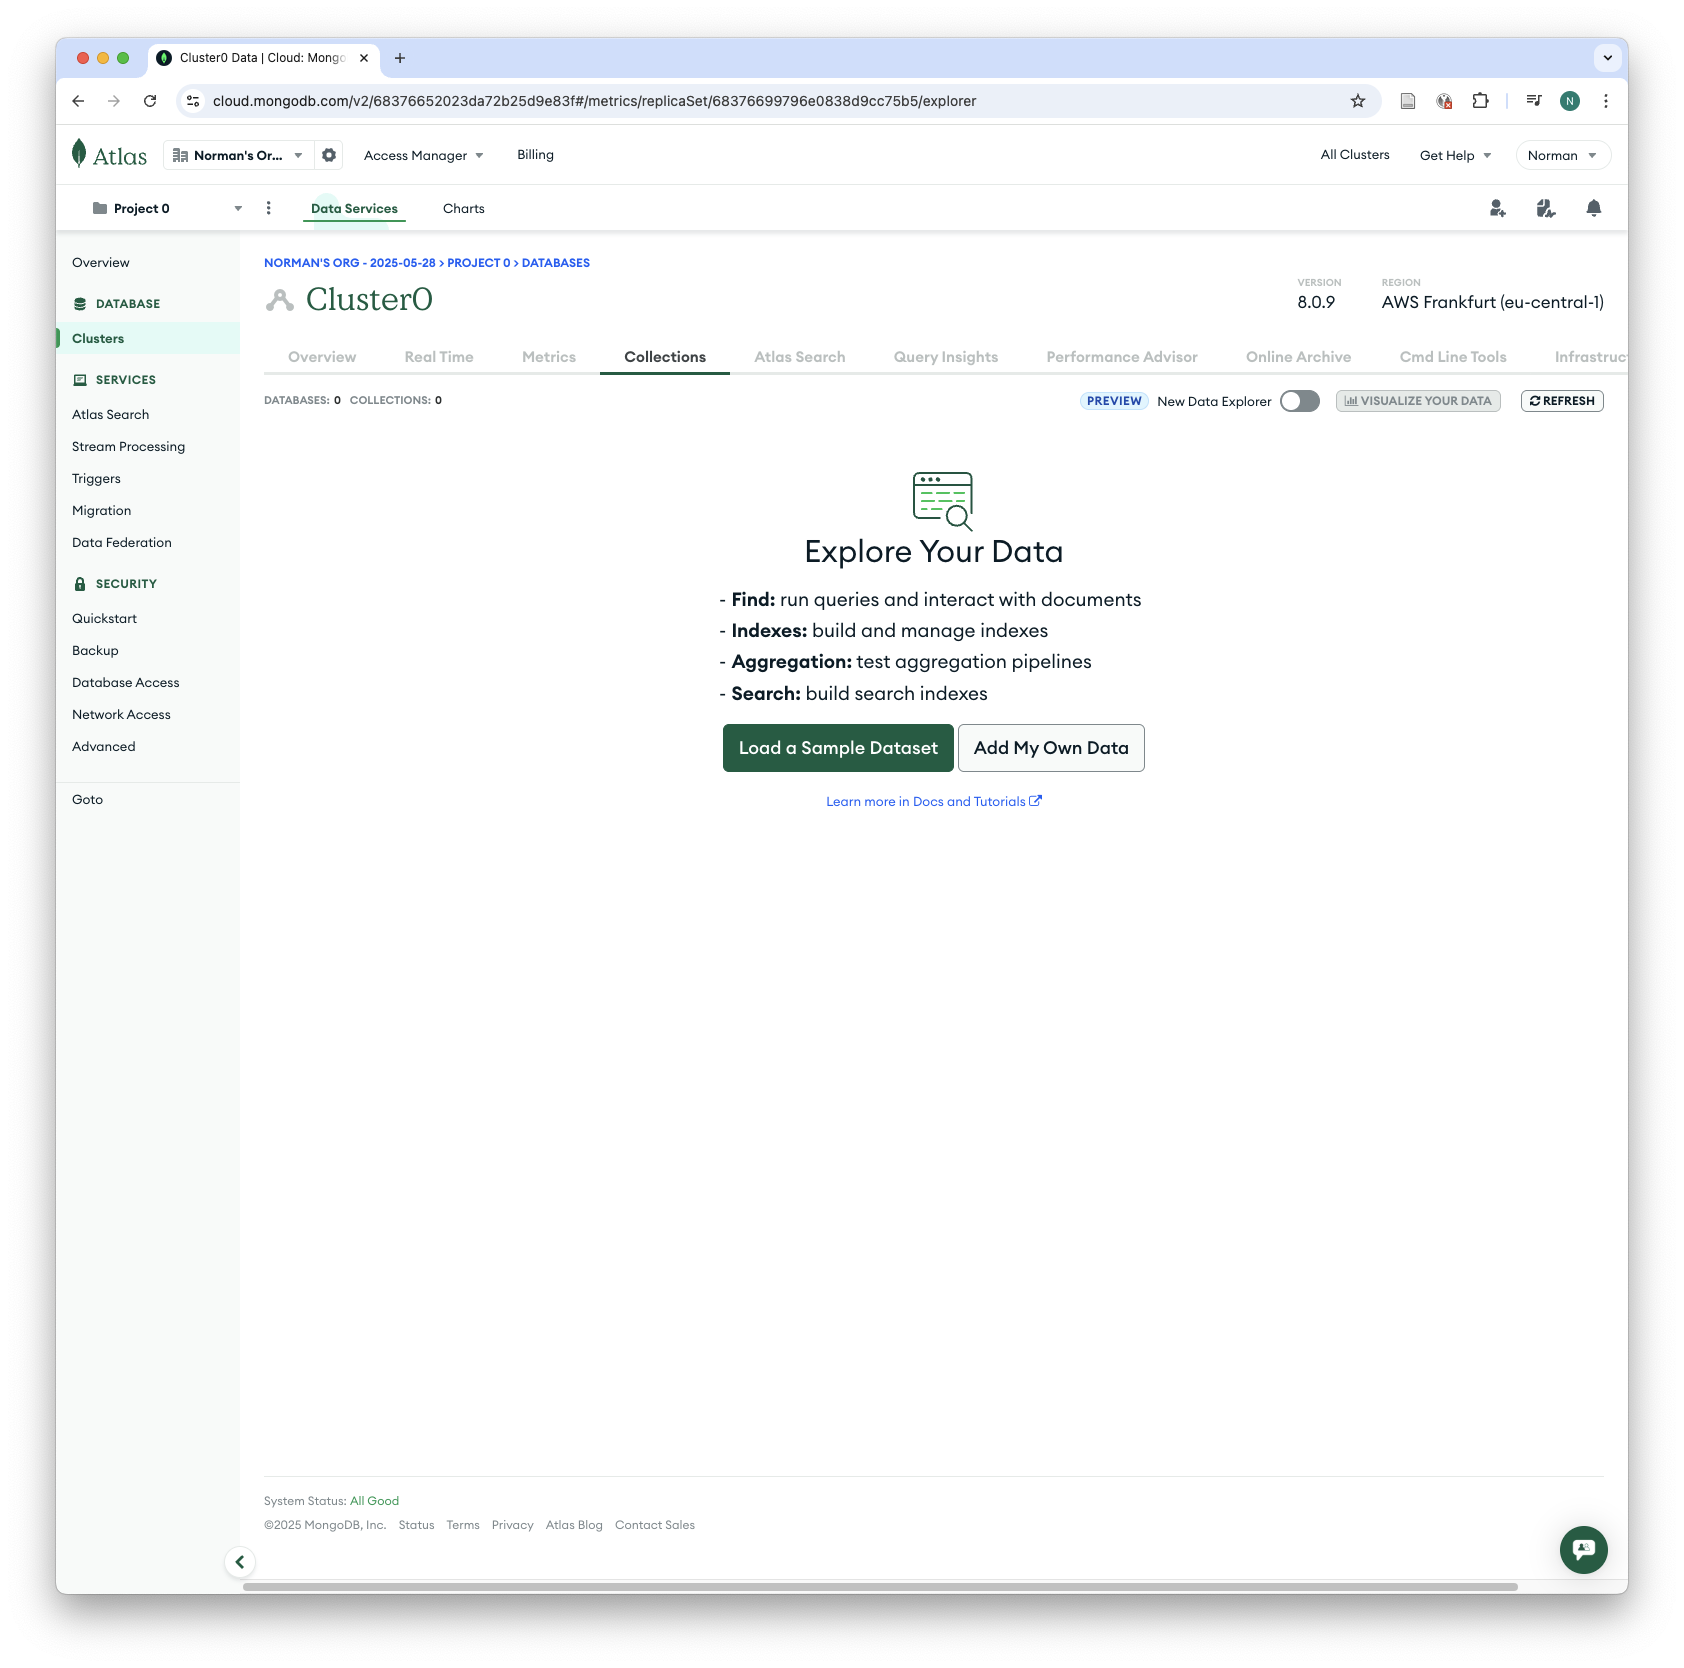 Cluster0 Data | Cloud: Mongo
cloud.mongodb.com/v2/68376652023da72b25d9e83f#/metrics/replicaSet/68376699796e0838d9cc75b5/explorer
N
Atlas
Norman's Or...
Access Manager
Billing
All Clusters
Get Help
Norman
Project 0
Data Services
Charts
Overview
DATABASE
Clusters
SERVICES
Atlas Search
Stream Processing
Triggers
Migration
Data Federation
SECURITY
Quickstart
Backup
Database Access
Network Access
Advanced
Goto
NORMAN'S ORG - 2025-05-28 > PROJECT 0 > DATABASES
Cluster0
VERSION
8.0.9
REGION
AWS Frankfurt (eu-central-1)
Overview
Real Time
Metrics
Collections
Atlas Search
Query Insights
Performance Advisor
Online Archive
Cmd Line Tools
Infrastruc
DATABASES: 0 COLLECTIONS: 0
PREVIEW
New Data Explorer
VISUALIZE YOUR DATA
REFRESH
Explore Your Data
- Find: run queries and interact with documents
- Indexes: build and manage indexes
- Aggregation: test aggregation pipelines
- Search: build search indexes
Load a Sample Dataset
Add My Own Data
Learn more in Docs and Tutorials
System Status: All Good
©2025 MongoDB, Inc. Status Terms Privacy Atlas Blog Contact Sales